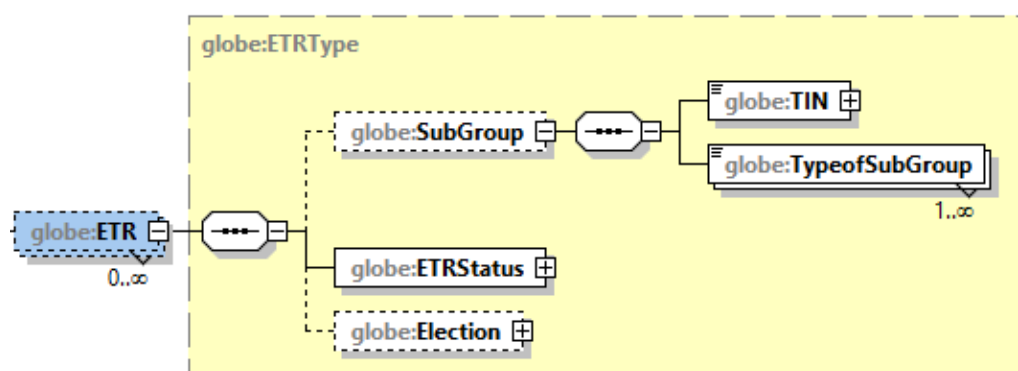 globe:ETRType
globe:TIN
globe:SubGroup
globe:TypeofSubGroup
1..∞
globe:ETR
0..∞
globe:ETRStatus
globe:Election